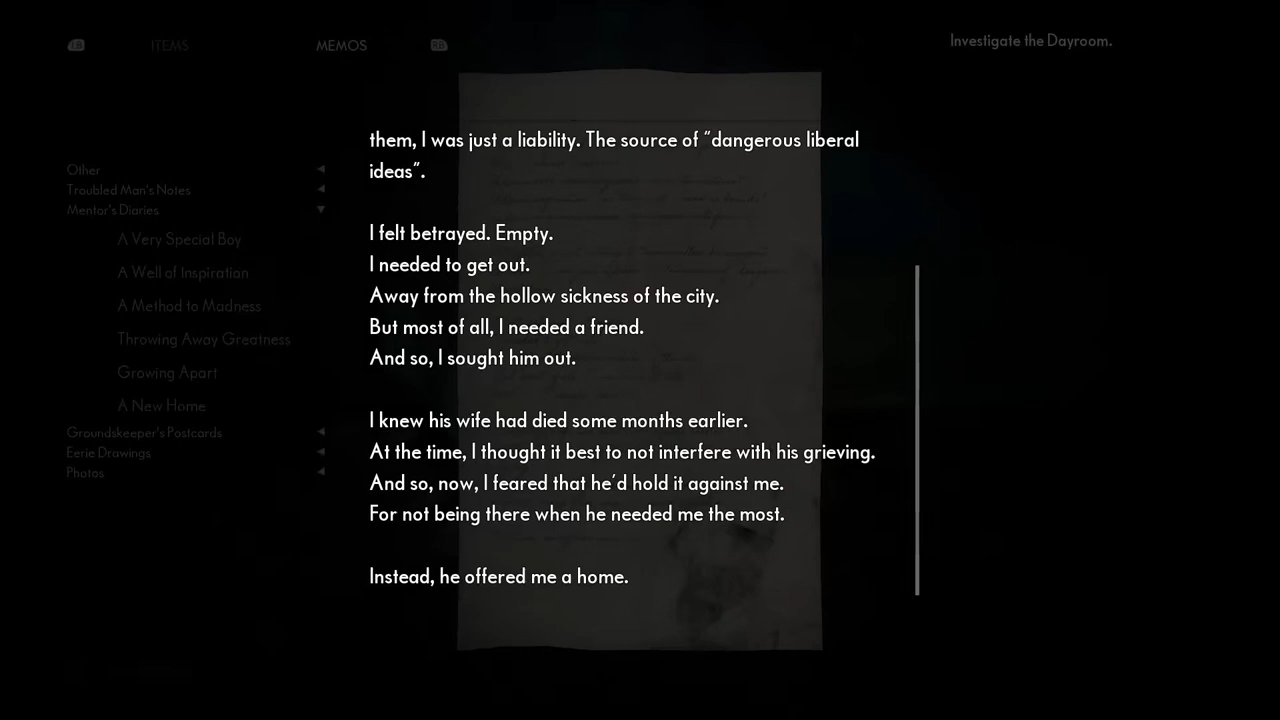 LB ITEMS MEMOS RB
Investigate the Dayroom.
Other
Troubled Man's Notes
Mentor's Diaries
A Very Special Boy
A Well of Inspiration
A Method to Madness
Throwing Away Greatness
Growing Apart
A New Home
Groundskeeper's Postcards
Eerie Drawings
Photos
them, I was just a liability. The source of "dangerous liberal
ideas".
I felt betrayed. Empty.
I needed to get out.
Away from the hollow sickness of the city.
But most of all, I needed a friend.
And so, I sought him out.
I knew his wife had died some months earlier.
At the time, I thought it best to not interfere with his grieving.
And so, now, I feared that he'd hold it against me.
For not being there when he needed me the most.
Instead, he offered me a home.